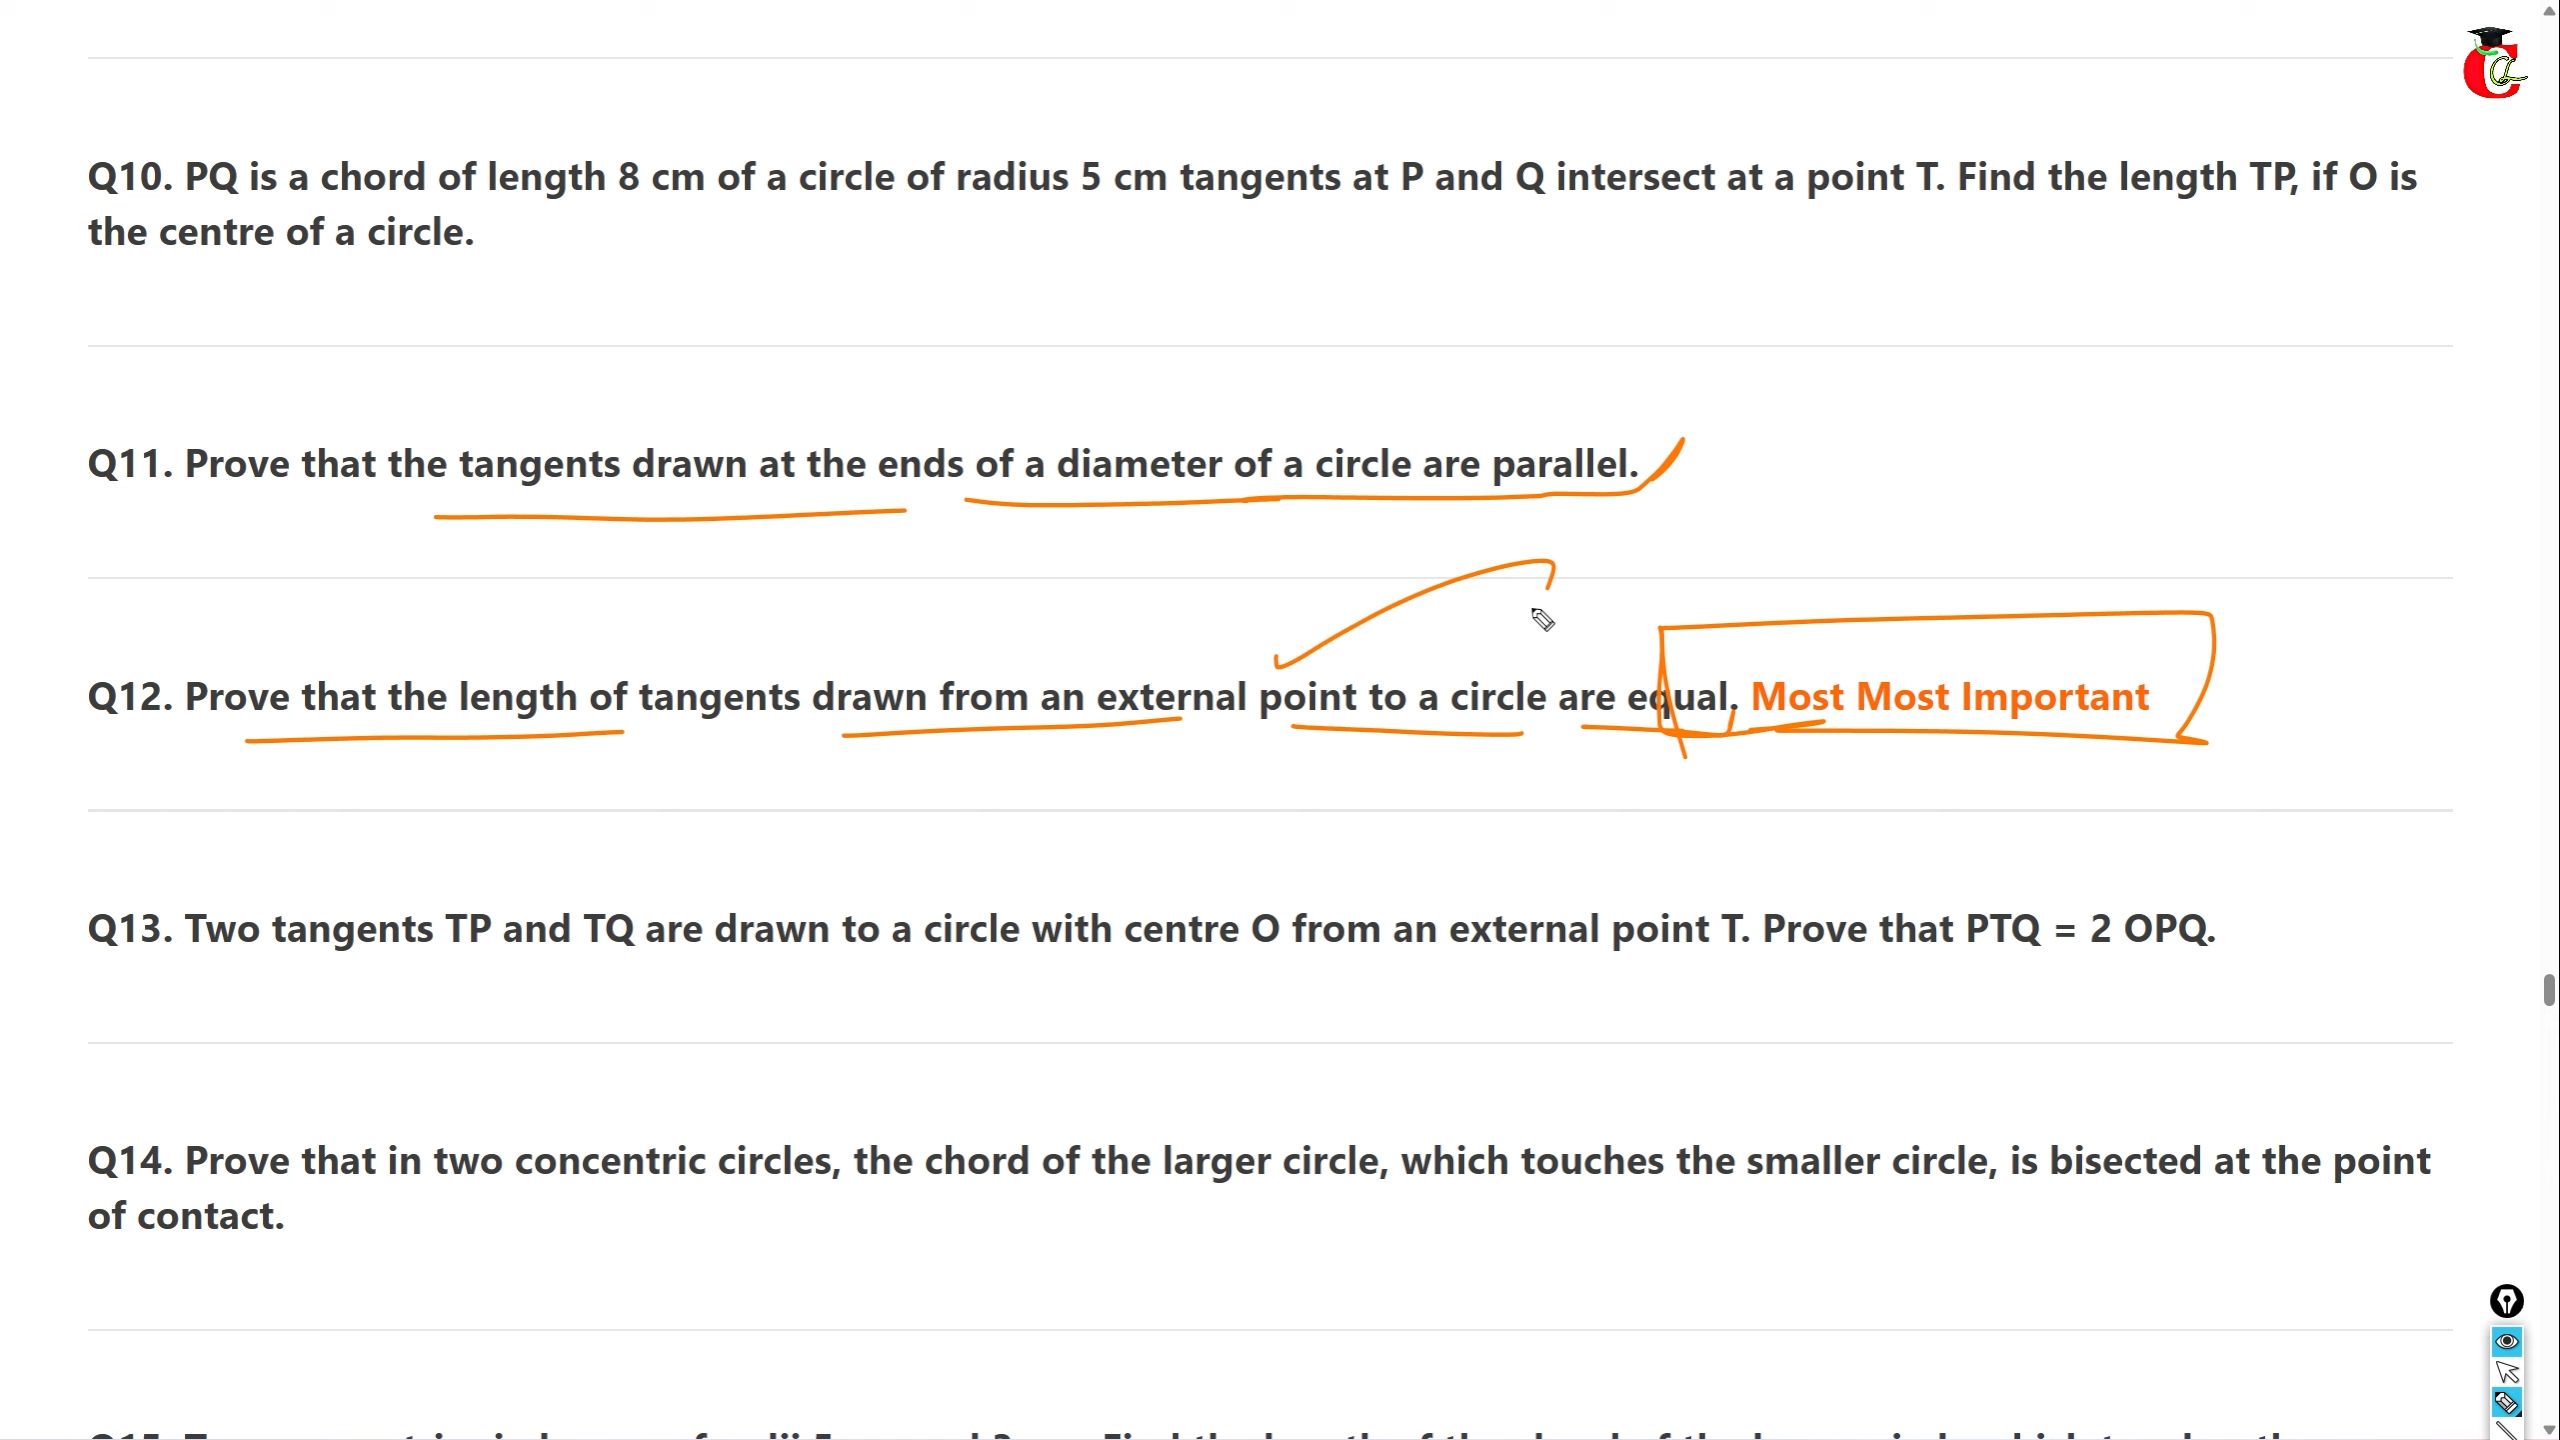 Q10. PQ is a chord of length 8 cm of a circle of radius 5 cm tangents at P and Q intersect at a point T. Find the length TP, if O is
the centre of a circle.
Q11. Prove that the tangents drawn at the ends of a diameter of a circle are parallel.
Q12. Prove that the length of tangents drawn from an external point to a circle are equal. Most Most Important
Q13. Two tangents TP and TQ are drawn to a circle with centre O from an external point T. Prove that PTQ = 2 OPQ.
Q14. Prove that in two concentric circles, the chord of the larger circle, which touches the smaller circle, is bisected at the point
of contact.